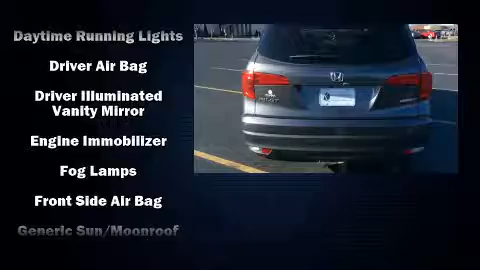 Daytime Running Lights
Driver Air Bag
Driver Illuminated
Vanity Mirror
Engine Immobilizer
Fog Lamps
Front Side Air Bag
Generic Sun/Moonroof
PILOT